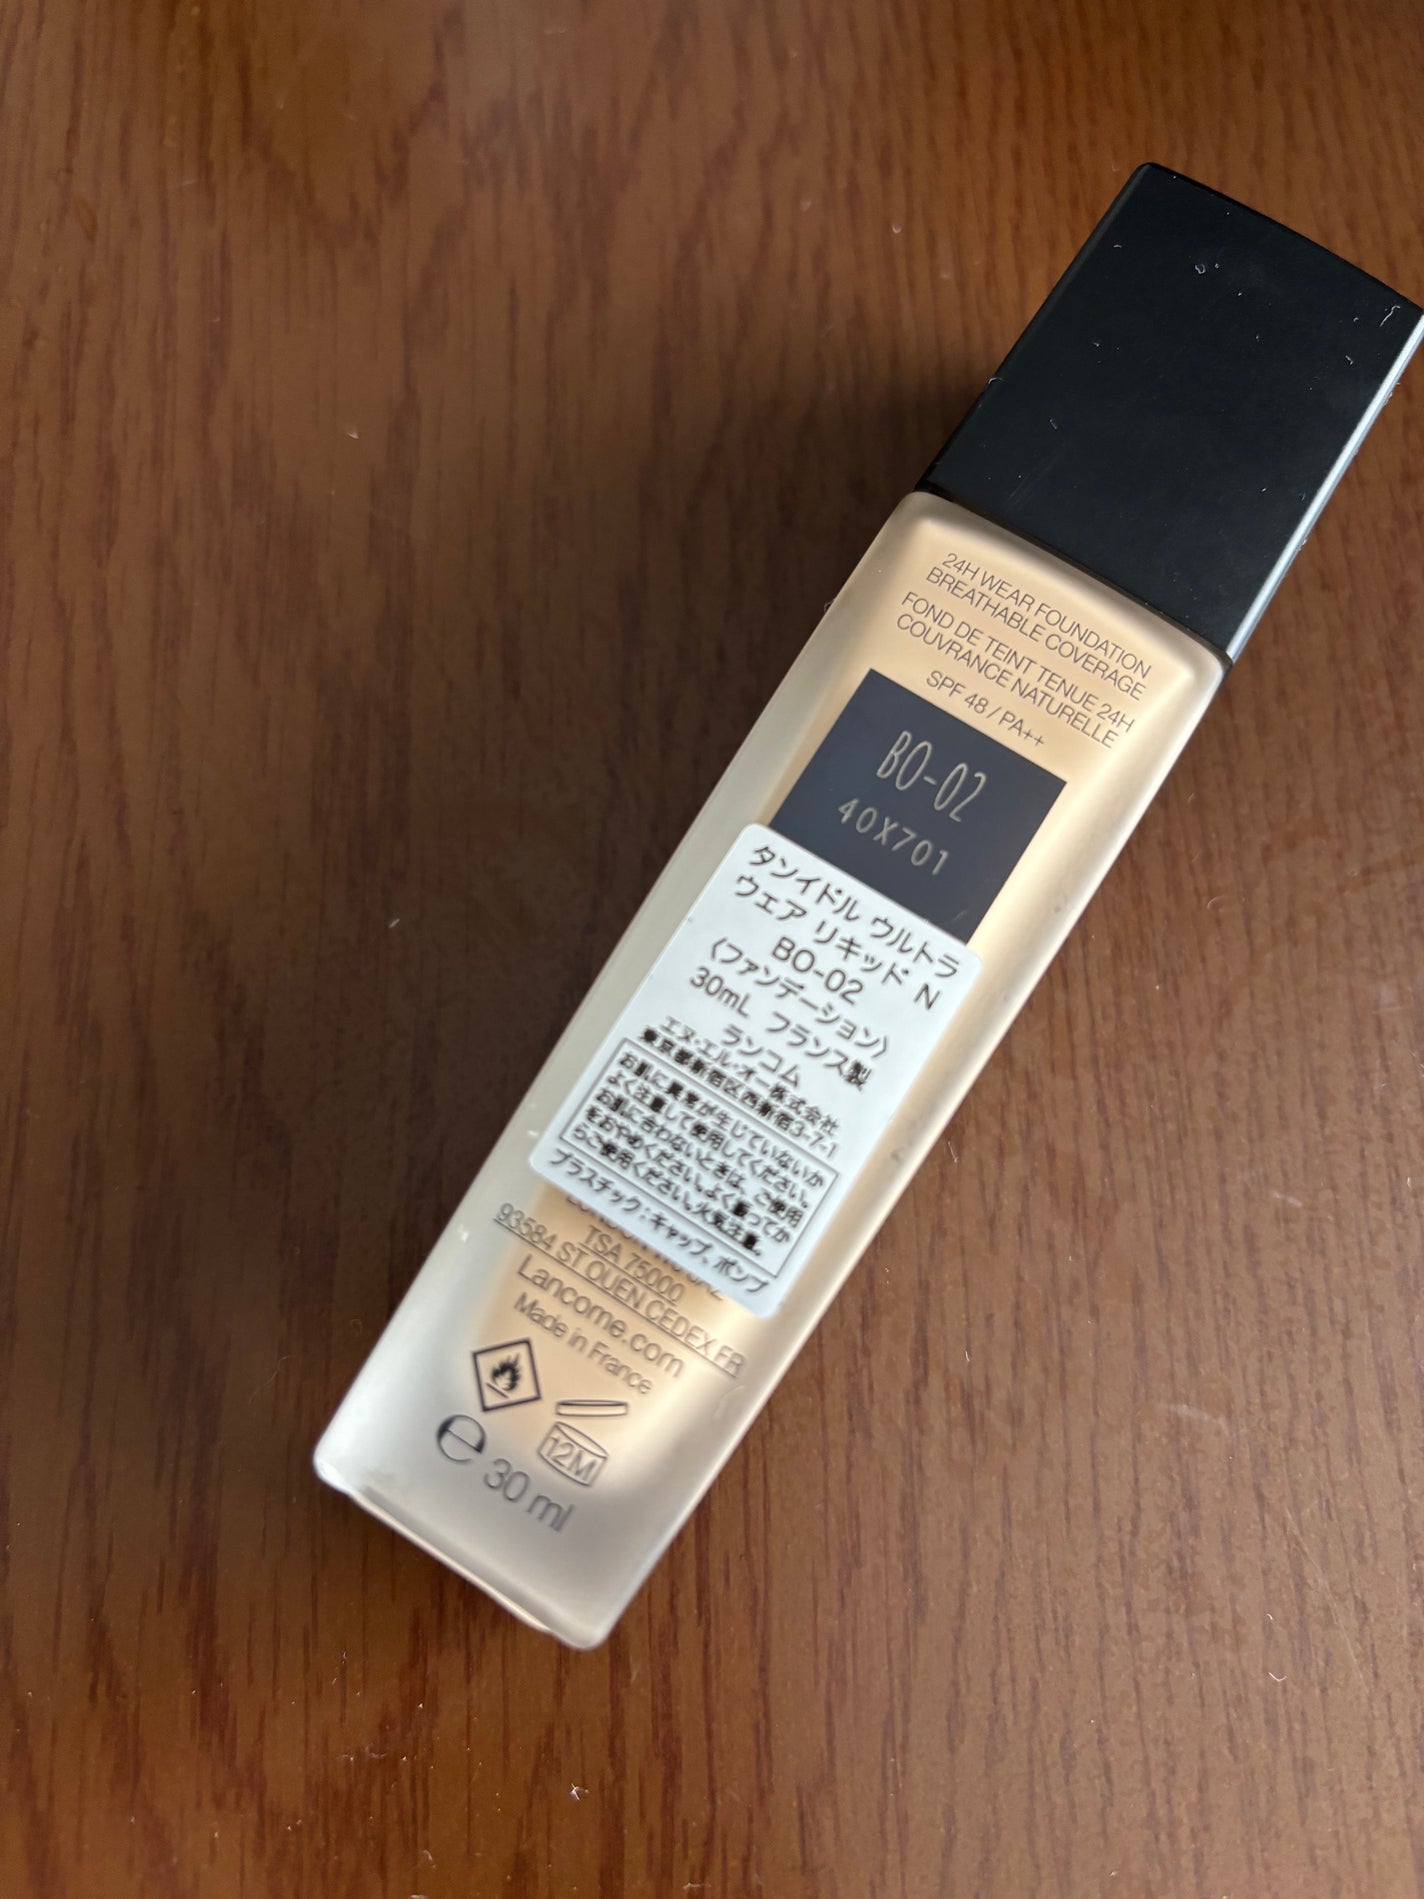 24H WEAR FOUNDATION
BREATHABLE COVERAGE
FOND DE TEINT TENUE 24H
COUVRANCE NATURELLE
SPF 48 / PA++
BO-02
40X701
タンイドル ウルトラ
ウェア リキッド N
BO-02
〈ファンデーション〉
30mL フランス製
ランコム
エヌ・エル・オー株式会社
東京都新宿区西新宿3-7-1
お肌に異常が生じていないか
よく注意して使用してください。
お肌に合わないときは、ご使用
をおやめください。よく振ってか
らご使用ください。火気注意。
プラスチック:キャップ、ポンプ
TSA 75000
93584 ST OUEN CEDEX FR
Lancome.com
Made in France
12M
e 30 ml